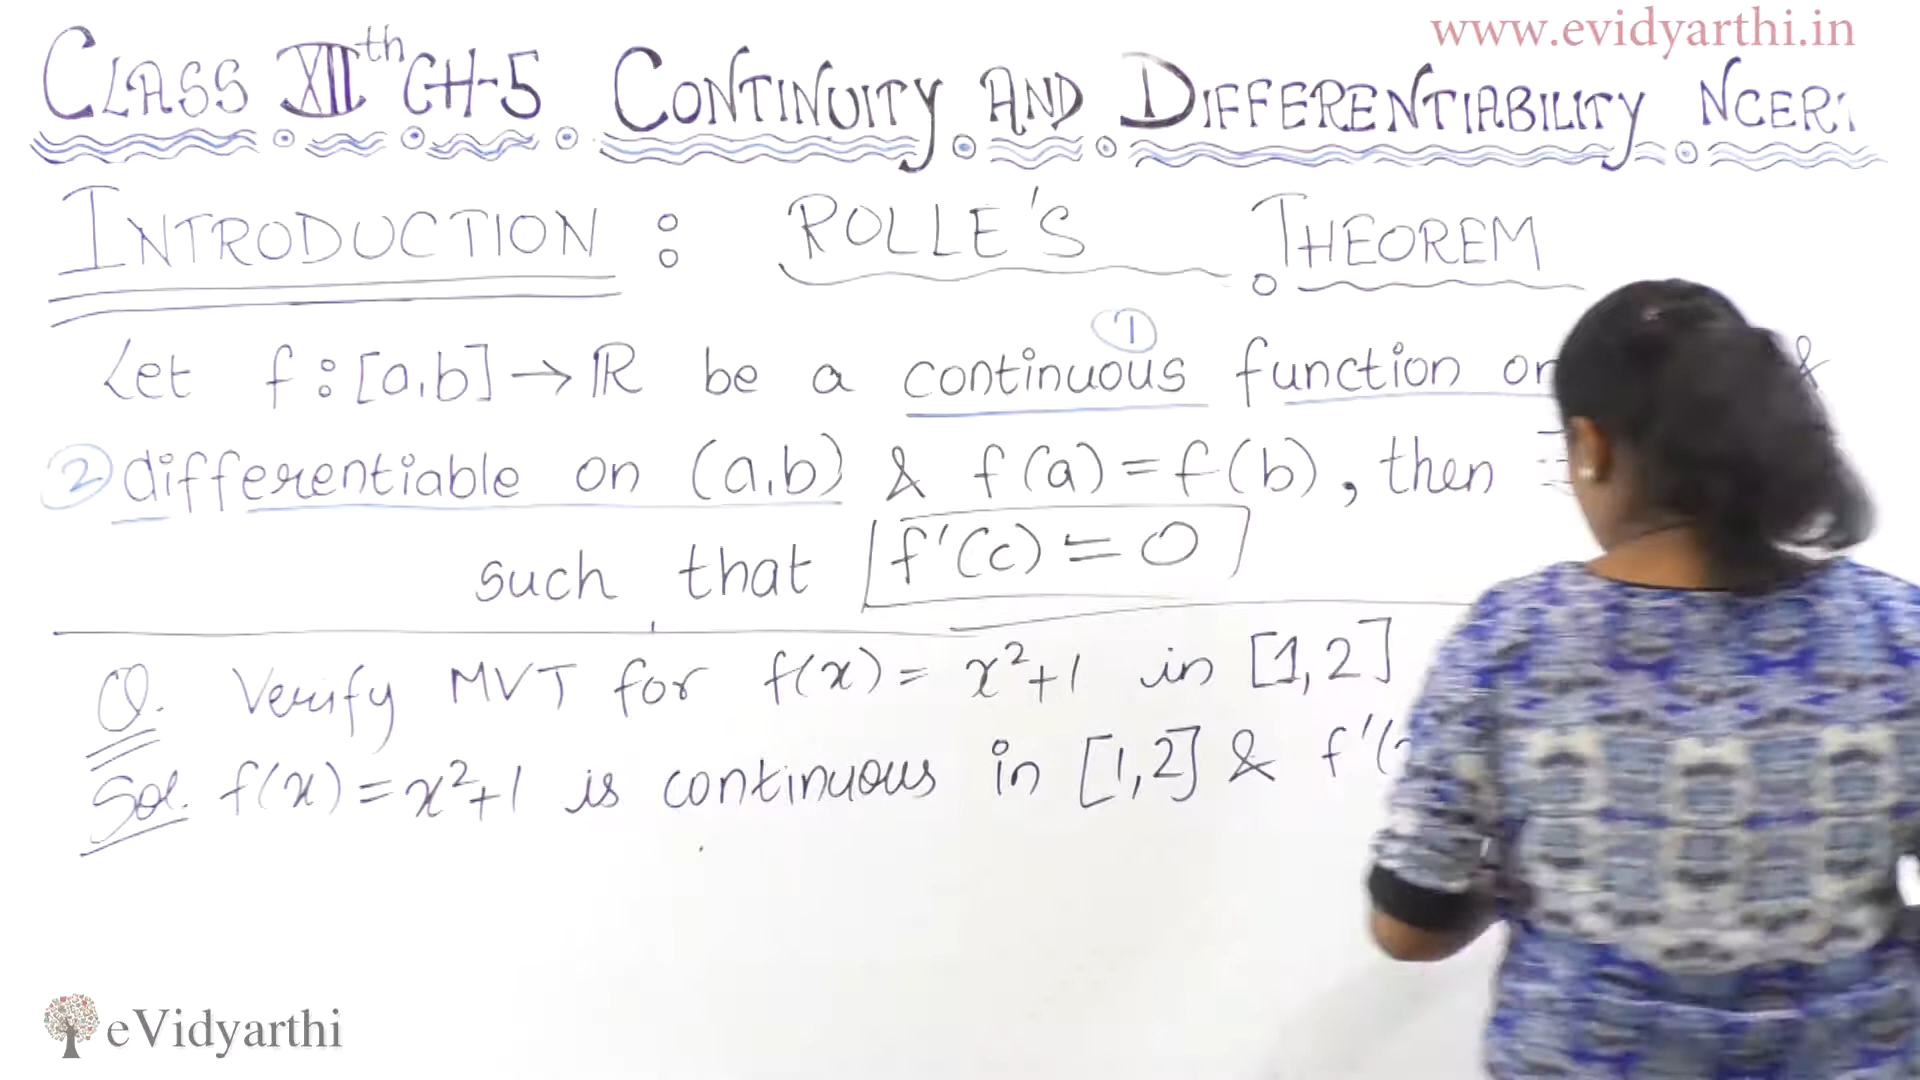 www.evidyarthi.in
CLASS XIIth CH-5 CONTINUITY AND DIFFERENTIABILITY NCER
INTRODUCTION : ROLLE'S THEOREM
①
Let f : [a,b] → R be a continuous function on &
② differentiable on (a,b) & f(a) = f(b), then
such that f'(c) = 0
Q. Verify MVT for f(x) = x²+1 in [1,2]
Sol. f(x) = x²+1 is continuous in [1,2] & f'(
eVidyarthi